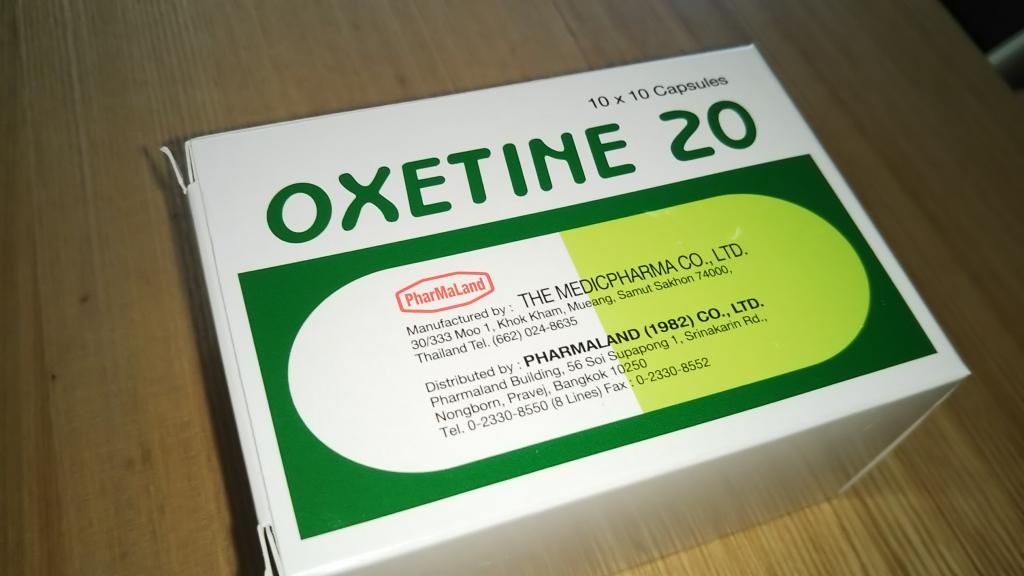 10 x 10 Capsules
OXETINE 20
PharMaLand
Manufactured by : THE MEDICPHARMA CO., LTD.
30/333 Moo 1, Khok Kham, Mueang, Samut Sakhon 74000,
Thailand Tel. (662) 024-8635
Distributed by : PHARMALAND (1982) CO., LTD.
Pharmaland Building, 56 Soi Supapong 1, Srinakarin Rd.,
Nongborn, Pravej, Bangkok 10250
Tel. 0-2330-8550 (8 Lines) Fax : 0-2330-8552